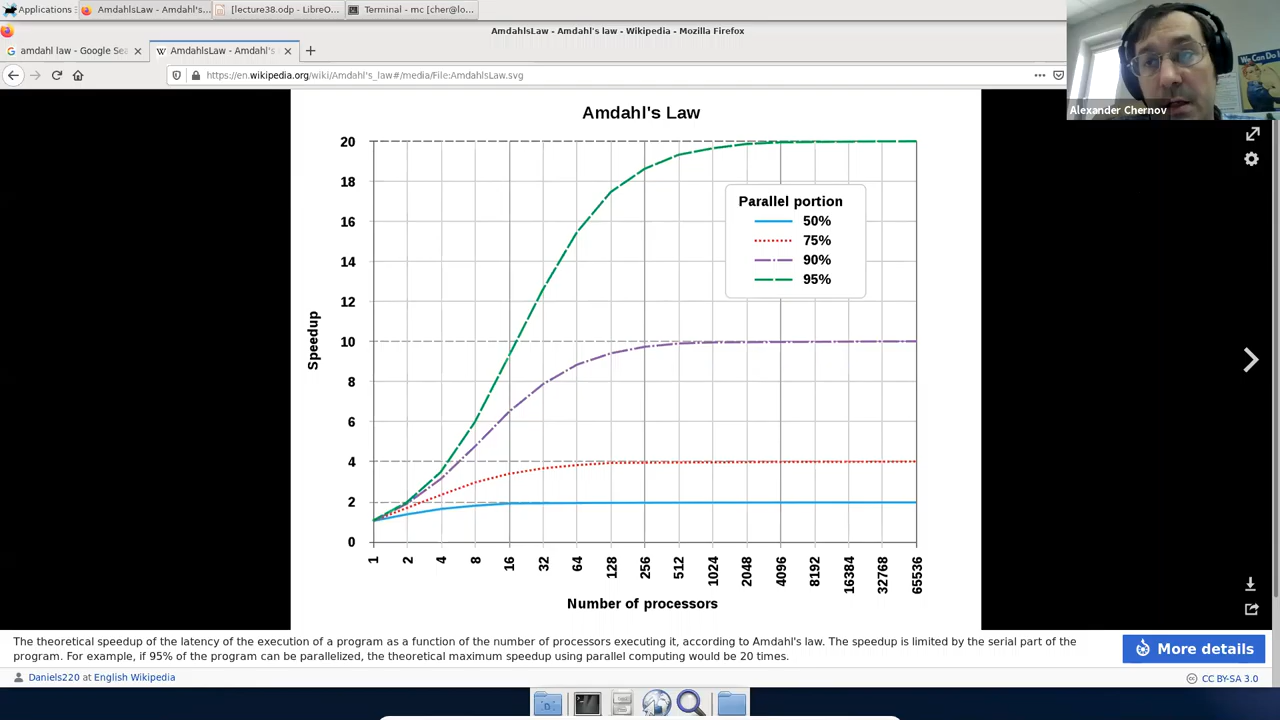 Applications
AmdahlsLaw - Amdahl's...
[lecture38.odp - LibreO...
Terminal - mc [cher@lo...
AmdahlsLaw - Amdahl's law - Wikipedia - Mozilla Firefox
amdahl law - Google Sea
AmdahlsLaw - Amdahl's
https://en.wikipedia.org/wiki/Amdahl's_law#/media/File:AmdahlsLaw.svg
We Can Do
Alexander Chernov
Amdahl's Law
20
18
16
14
12
10
8
6
4
2
0
Speedup
Parallel portion
50%
75%
90%
95%
1
2
4
8
16
32
64
128
256
512
1024
2048
4096
8192
16384
32768
65536
Number of processors
The theoretical speedup of the latency of the execution of a program as a function of the number of processors executing it, according to Amdahl's law. The speedup is limited by the serial part of the
program. For example, if 95% of the program can be parallelized, the theoretical maximum speedup using parallel computing would be 20 times.
More details
Daniels220 at English Wikipedia
CC BY-SA 3.0